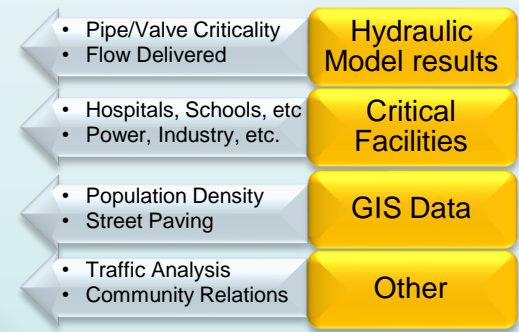 • Pipe/Valve Criticality
• Flow Delivered
Hydraulic
Model results
• Hospitals, Schools, etc
• Power, Industry, etc.
Critical
Facilities
• Population Density
• Street Paving
GIS Data
• Traffic Analysis
• Community Relations
Other